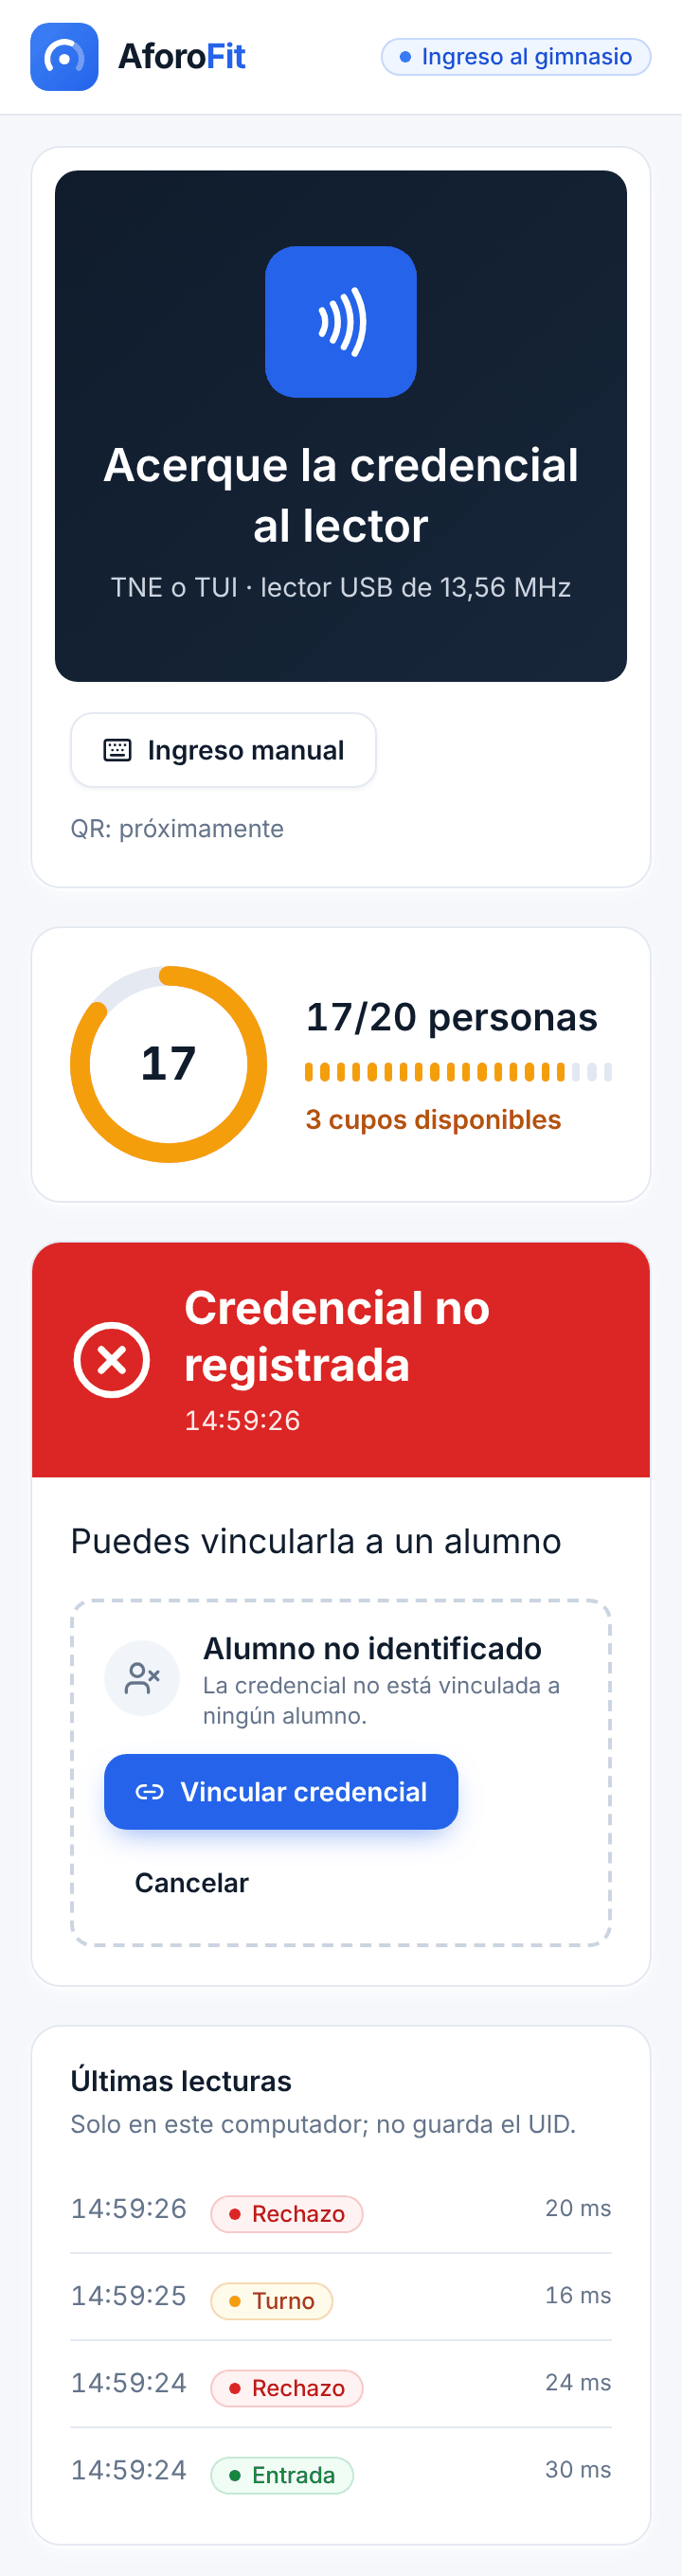 AforoFit
Ingreso al gimnasio
Acerque la credencial
al lector
TNE o TUI · lector USB de 13,56 MHz
Ingreso manual
QR: próximamente
17
17/20 personas
3 cupos disponibles
Credencial no
registrada
14:59:26
Puedes vincularla a un alumno
Alumno no identificado
La credencial no está vinculada a
ningún alumno.
Vincular credencial
Cancelar
Últimas lecturas
Solo en este computador; no guarda el UID.
14:59:26 Rechazo 20 ms
14:59:25 Turno 16 ms
14:59:24 Rechazo 24 ms
14:59:24 Entrada 30 ms